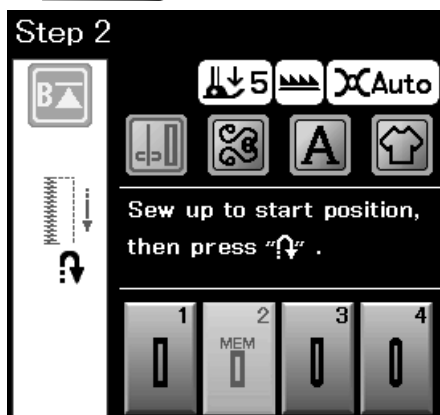 Step 2
B
5
Auto
A
Sew up to start position,
then press “ ” .
1
2
3
4
MEM